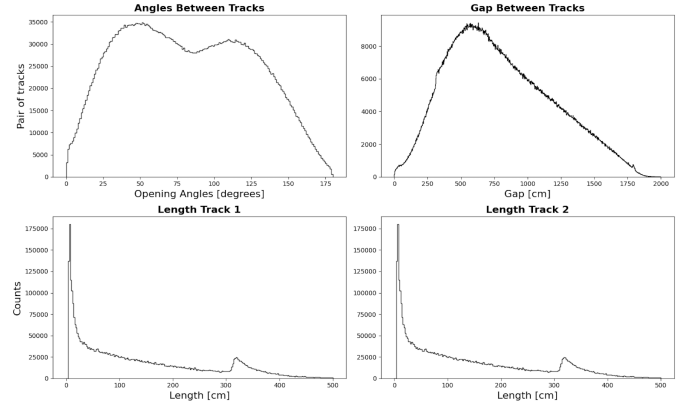 Angles Between Tracks
35000
30000
25000
20000
15000
10000
5000
0
Pair of tracks
0 25 50 75 100 125 150 175
Opening Angles [degrees]
Gap Between Tracks
8000
6000
4000
2000
0
0 250 500 750 1000 1250 1500 1750 2000
Gap [cm]
Length Track 1
175000
150000
125000
100000
75000
50000
25000
0
Counts
0 100 200 300 400 500
Length [cm]
Length Track 2
175000
150000
125000
100000
75000
50000
25000
0
0 100 200 300 400 500
Length [cm]